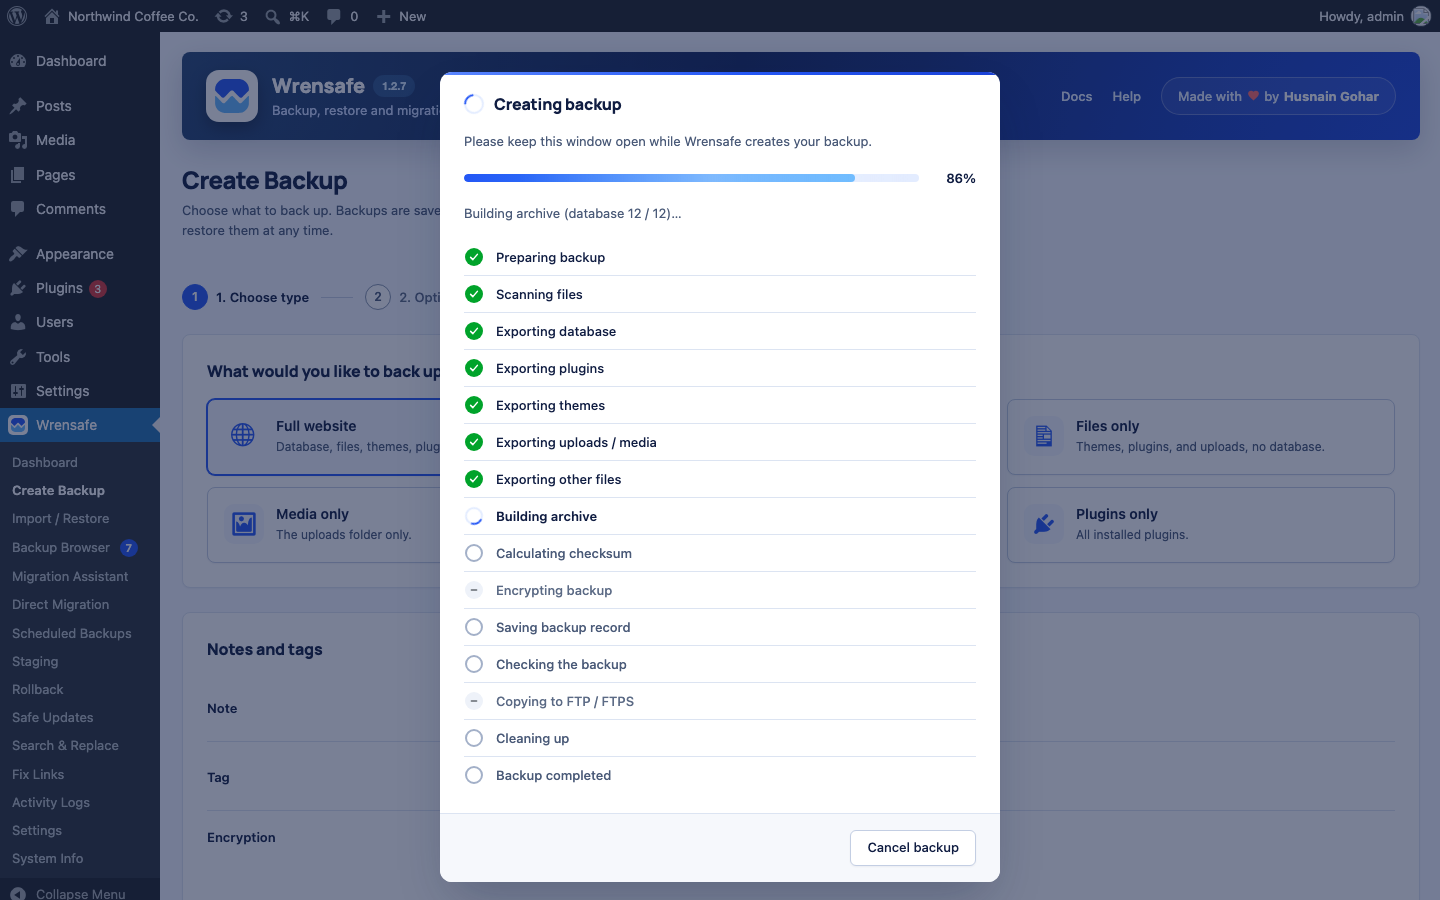 Northwind Coffee Co.
3
⌘K
0
New
Howdy, admin
Dashboard
Posts
Media
Pages
Comments
Appearance
Plugins 3
Users
Tools
Settings
Wrensafe
Dashboard
Create Backup
Import / Restore
Backup Browser 7
Migration Assistant
Direct Migration
Scheduled Backups
Staging
Rollback
Safe Updates
Search & Replace
Fix Links
Activity Logs
Settings
System Info
Collapse Menu
Wrensafe 1.2.7
Backup, restore and
Docs
Help
Made with ❤ by Husnain Gohar
Create Backup
Choose what to back up. Backups are
restore them at any time.
1 1. Choose type
2 2.
What would you like to back up
Full website
Database, files, themes,
Files only
Themes, plugins, and uploads, no database.
Media only
The uploads folder only.
Plugins only
All installed plugins.
Notes and tags
Note
Tag
Encryption
Creating backup
Please keep this window open while Wrensafe creates your backup.
86%
Building archive (database 12 / 12)...
Preparing backup
Scanning files
Exporting database
Exporting plugins
Exporting themes
Exporting uploads / media
Exporting other files
Building archive
Calculating checksum
Encrypting backup
Saving backup record
Checking the backup
Copying to FTP / FTPS
Cleaning up
Backup completed
Cancel backup